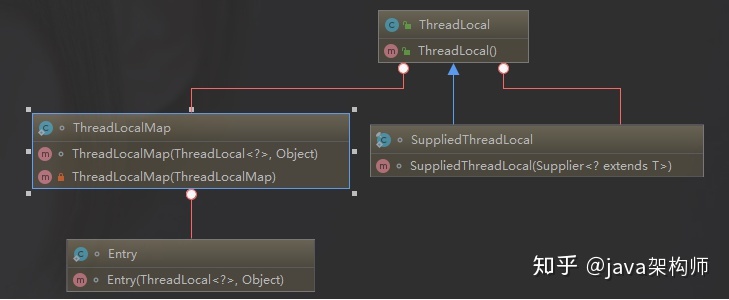 ThreadLocal
ThreadLocal()
ThreadLocalMap
ThreadLocalMap(ThreadLocal<?>, Object)
ThreadLocalMap(ThreadLocalMap)
SuppliedThreadLocal
SuppliedThreadLocal(Supplier<? extends T>)
Entry
Entry(ThreadLocal<?>, Object)
知乎 @java架构师